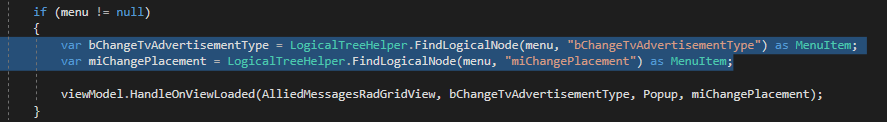 if (menu != null)
{
var bChangeTvAdvertisementType = LogicalTreeHelper.FindLogicalNode(menu, "bChangeTvAdvertisementType") as MenuItem;
var miChangePlacement = LogicalTreeHelper.FindLogicalNode(menu, "miChangePlacement") as MenuItem;
viewModel.HandleOnViewLoaded(AlliedMessagesRadGridView, bChangeTvAdvertisementType, Popup, miChangePlacement);
}